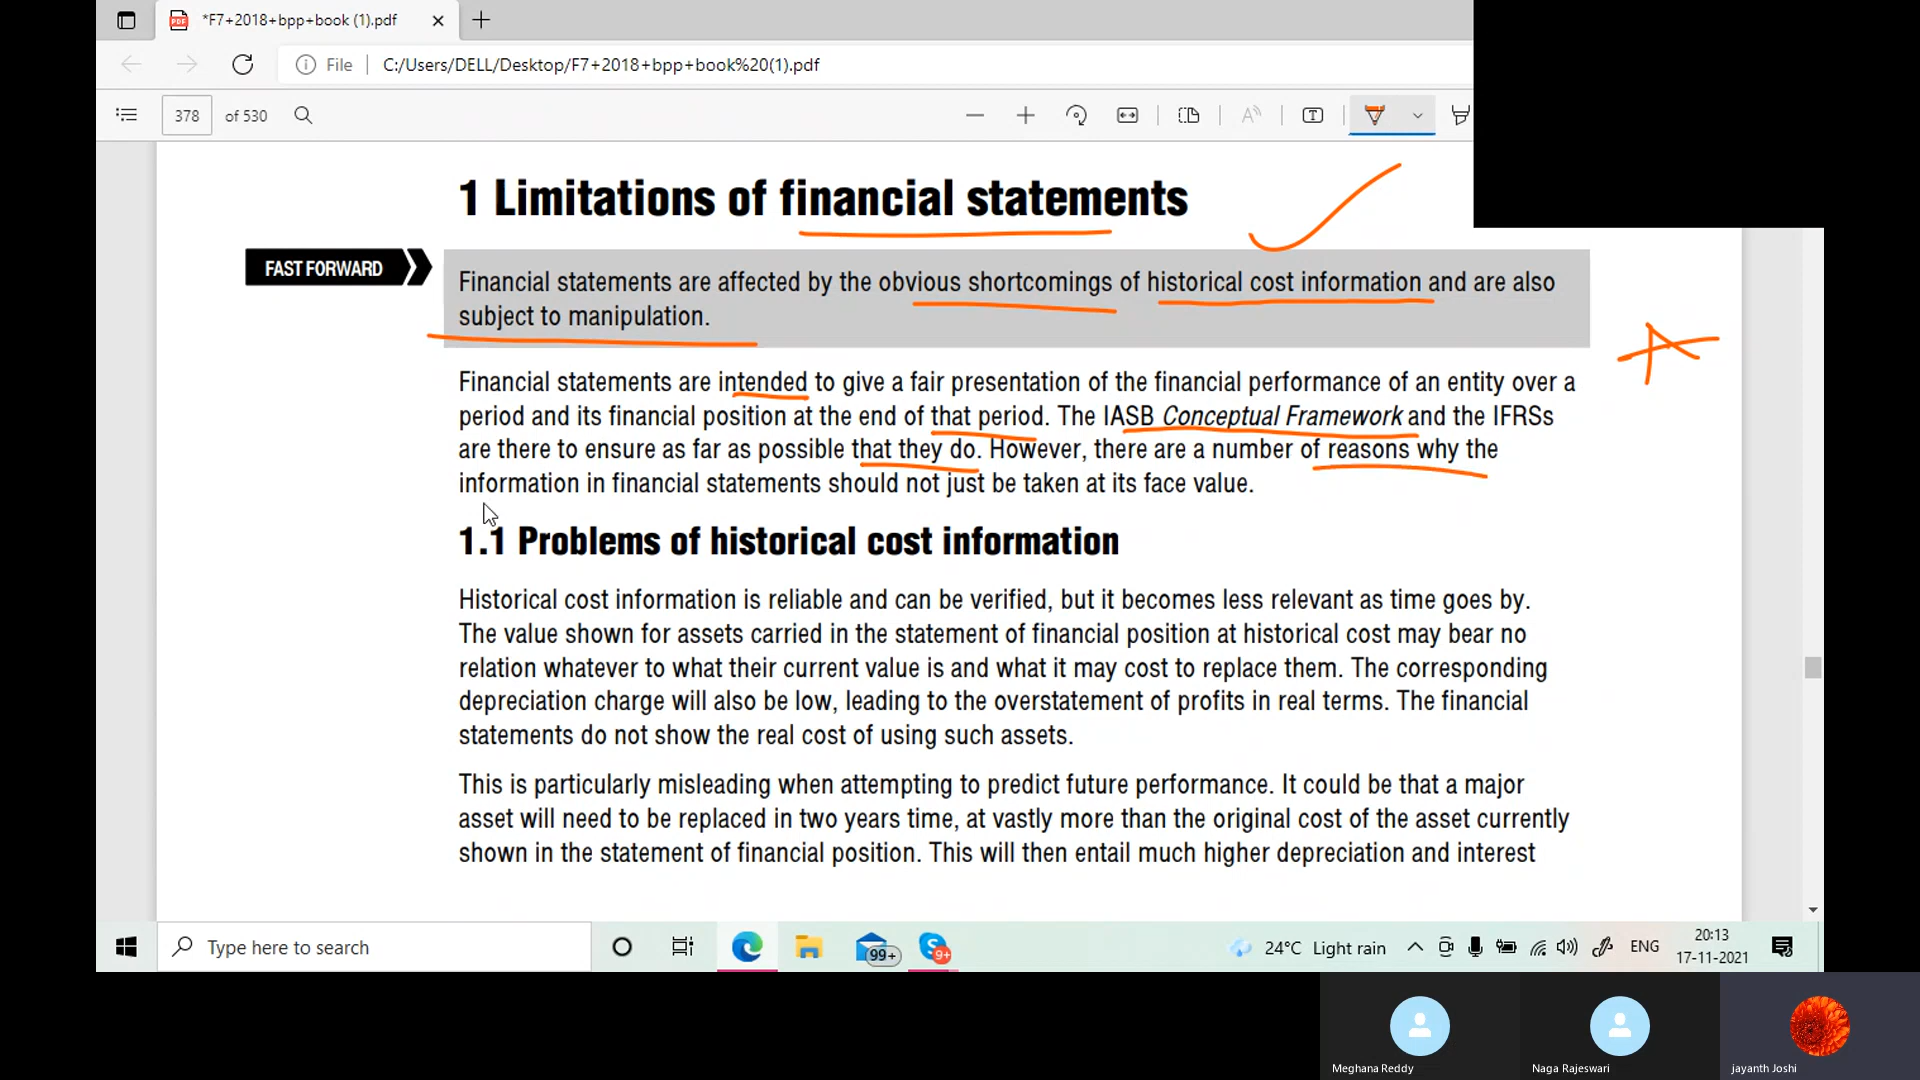 *F7+2018+bpp+book (1).pdf
File
C:/Users/DELL/Desktop/F7+2018+bpp+book%20(1).pdf
378 of 530
1 Limitations of financial statements
FAST FORWARD
Financial statements are affected by the obvious shortcomings of historical cost information and are also
subject to manipulation.
Financial statements are intended to give a fair presentation of the financial performance of an entity over a
period and its financial position at the end of that period. The IASB Conceptual Framework and the IFRSs
are there to ensure as far as possible that they do. However, there are a number of reasons why the
information in financial statements should not just be taken at its face value.
1.1 Problems of historical cost information
Historical cost information is reliable and can be verified, but it becomes less relevant as time goes by.
The value shown for assets carried in the statement of financial position at historical cost may bear no
relation whatever to what their current value is and what it may cost to replace them. The corresponding
depreciation charge will also be low, leading to the overstatement of profits in real terms. The financial
statements do not show the real cost of using such assets.
This is particularly misleading when attempting to predict future performance. It could be that a major
asset will need to be replaced in two years time, at vastly more than the original cost of the asset currently
shown in the statement of financial position. This will then entail much higher depreciation and interest
Type here to search
99+
9+
24°C Light rain
ENG
20:13
17-11-2021
Meghana Reddy
Naga Rajeswari
jayanth Joshi